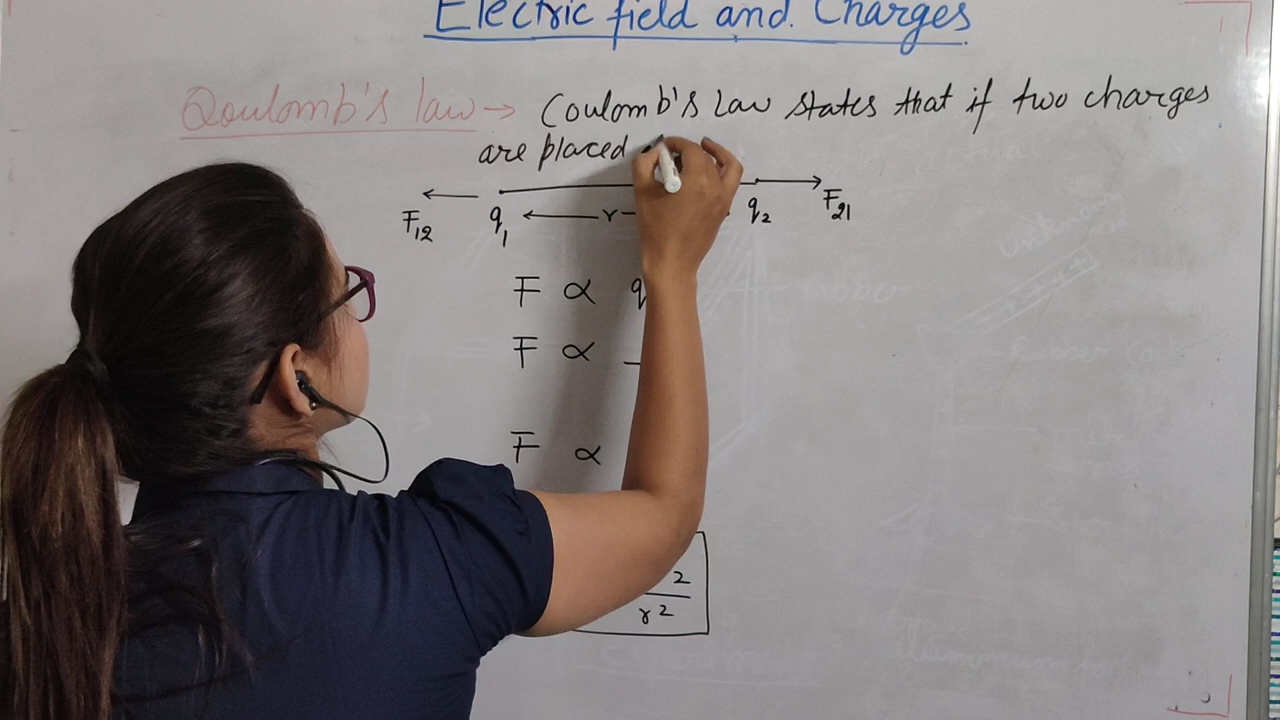 Electric field and Charges
Qoulomb's law → Coulomb's Law states that if two charges
are placed
F₁₂ q₁ ← r – q₂ F₂₁
F ∝ q
F ∝
F ∝
2
r²